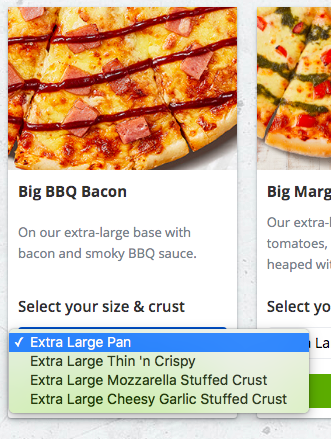 Big BBQ Bacon
On our extra-large base with
bacon and smoky BBQ sauce.
Select your size & crust
✓ Extra Large Pan
Extra Large Thin 'n Crispy
Extra Large Mozzarella Stuffed Crust
Extra Large Cheesy Garlic Stuffed Crust
Big Marg
Our extra-l
tomatoes,
heaped wit
Select yo
La